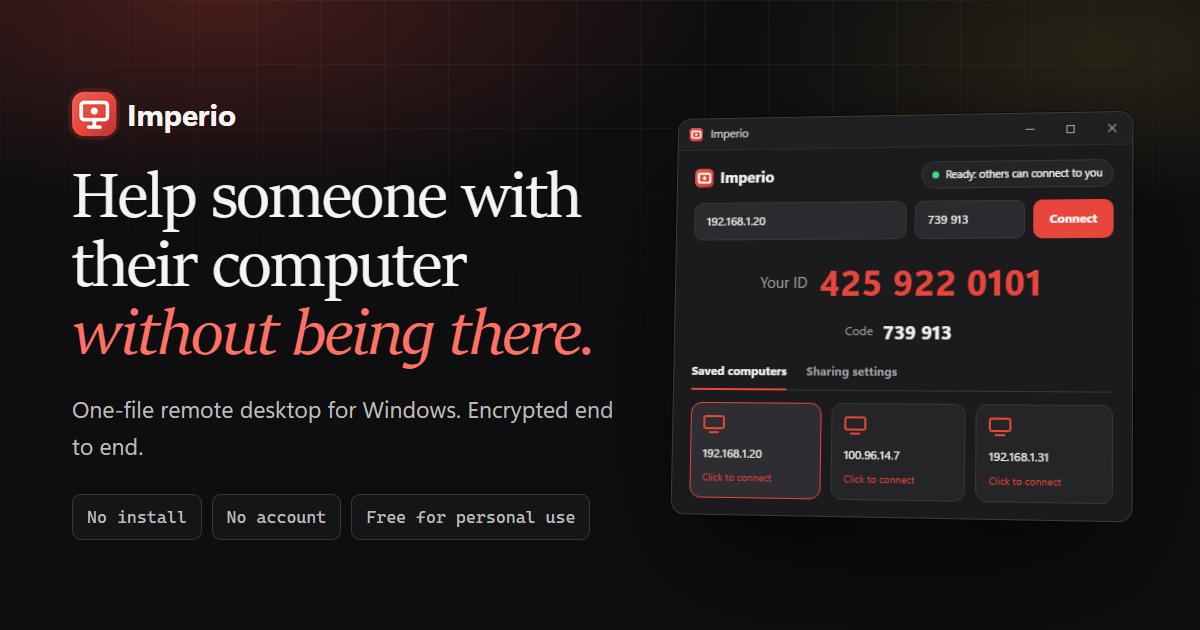 Imperio
Help someone with
their computer
without being there.
One-file remote desktop for Windows. Encrypted end
to end.
No install
No account
Free for personal use
Imperio
Imperio
Ready: others can connect to you
192.168.1.20
739 913
Connect
Your ID 425 922 0101
Code 739 913
Saved computers
Sharing settings
192.168.1.20
Click to connect
100.96.14.7
Click to connect
192.168.1.31
Click to connect